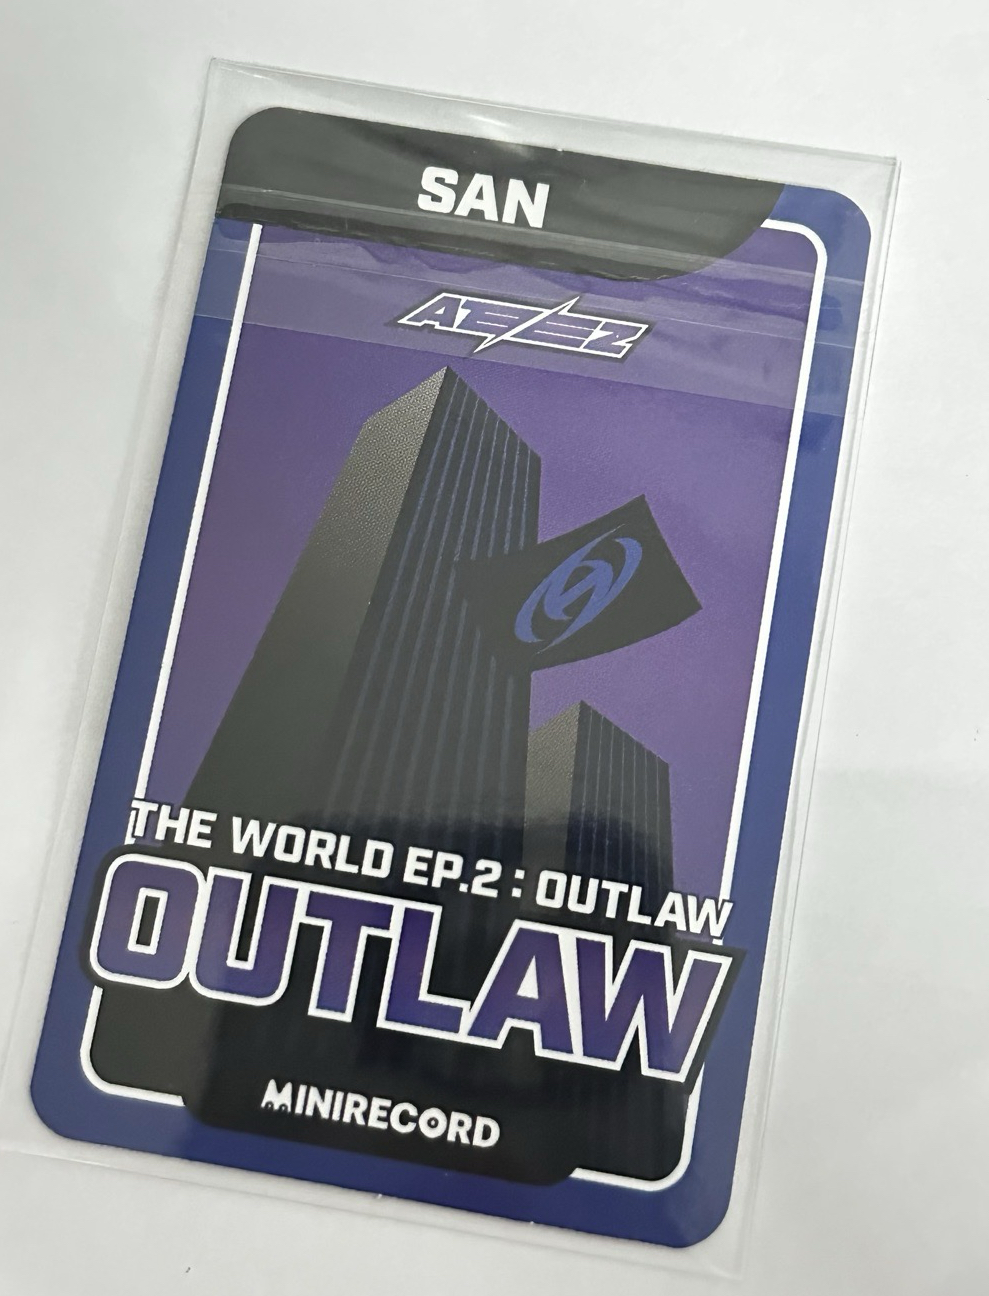 SAN
ATEEZ
THE WORLD EP.2 : OUTLAW
OUTLAW
MINIRECORD